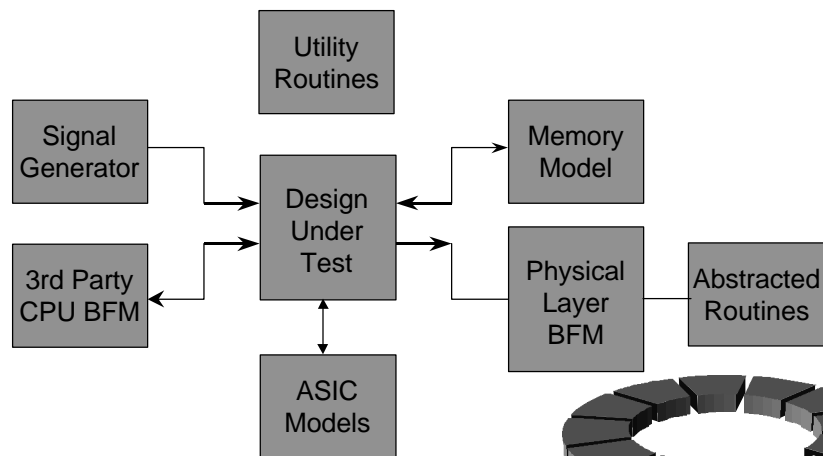 Utility
Routines
Signal
Generator
Memory
Model
Design
Under
Test
3rd Party
CPU BFM
Physical
Layer
BFM
Abstracted
Routines
ASIC
Models